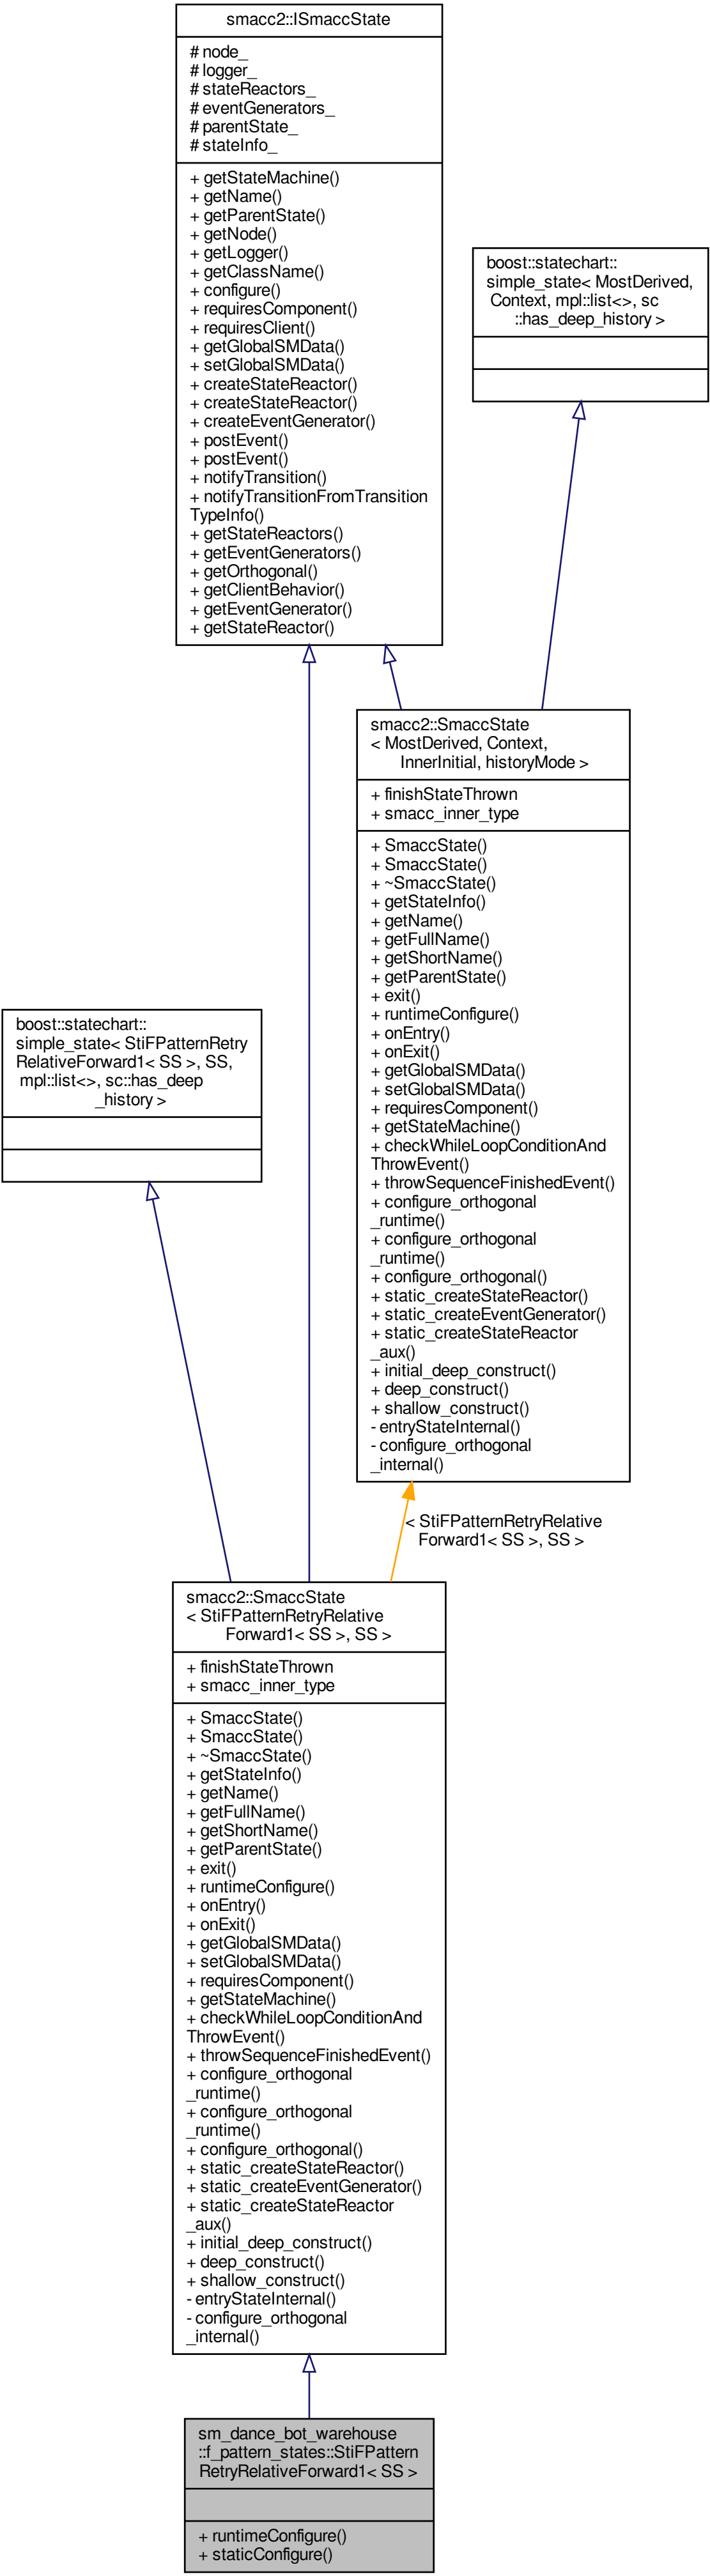 smacc2::ISmaccState
# node_
# logger_
# stateReactors_
# eventGenerators_
# parentState_
# stateInfo_
+ getStateMachine()
+ getName()
+ getParentState()
+ getNode()
+ getLogger()
+ getClassName()
+ configure()
+ requiresComponent()
+ requiresClient()
+ getGlobalSMData()
+ setGlobalSMData()
+ createStateReactor()
+ createStateReactor()
+ createEventGenerator()
+ postEvent()
+ postEvent()
+ notifyTransition()
+ notifyTransitionFromTransition
TypeInfo()
+ getStateReactors()
+ getEventGenerators()
+ getOrthogonal()
+ getClientBehavior()
+ getEventGenerator()
+ getStateReactor()
boost::statechart::
simple_state< MostDerived,
Context, mpl::list<>, sc
::has_deep_history >
smacc2::SmaccState
< MostDerived, Context,
InnerInitial, historyMode >
+ finishStateThrown
+ smacc_inner_type
+ SmaccState()
+ SmaccState()
+ ~SmaccState()
+ getStateInfo()
+ getName()
+ getFullName()
+ getShortName()
+ getParentState()
+ exit()
+ runtimeConfigure()
+ onEntry()
+ onExit()
+ getGlobalSMData()
+ setGlobalSMData()
+ requiresComponent()
+ getStateMachine()
+ checkWhileLoopConditionAnd
ThrowEvent()
+ throwSequenceFinishedEvent()
+ configure_orthogonal
_runtime()
+ configure_orthogonal
_runtime()
+ configure_orthogonal()
+ static_createStateReactor()
+ static_createEventGenerator()
+ static_createStateReactor
_aux()
+ initial_deep_construct()
+ deep_construct()
+ shallow_construct()
- entryStateInternal()
- configure_orthogonal
_internal()
boost::statechart::
simple_state< StiFPatternRetry
RelativeForward1< SS >, SS,
mpl::list<>, sc::has_deep
_history >
< StiFPatternRetryRelative
Forward1< SS >, SS >
smacc2::SmaccState
< StiFPatternRetryRelative
Forward1< SS >, SS >
+ finishStateThrown
+ smacc_inner_type
+ SmaccState()
+ SmaccState()
+ ~SmaccState()
+ getStateInfo()
+ getName()
+ getFullName()
+ getShortName()
+ getParentState()
+ exit()
+ runtimeConfigure()
+ onEntry()
+ onExit()
+ getGlobalSMData()
+ setGlobalSMData()
+ requiresComponent()
+ getStateMachine()
+ checkWhileLoopConditionAnd
ThrowEvent()
+ throwSequenceFinishedEvent()
+ configure_orthogonal
_runtime()
+ configure_orthogonal
_runtime()
+ configure_orthogonal()
+ static_createStateReactor()
+ static_createEventGenerator()
+ static_createStateReactor
_aux()
+ initial_deep_construct()
+ deep_construct()
+ shallow_construct()
- entryStateInternal()
- configure_orthogonal
_internal()
sm_dance_bot_warehouse
::f_pattern_states::StiFPattern
RetryRelativeForward1< SS >
+ runtimeConfigure()
+ staticConfigure()